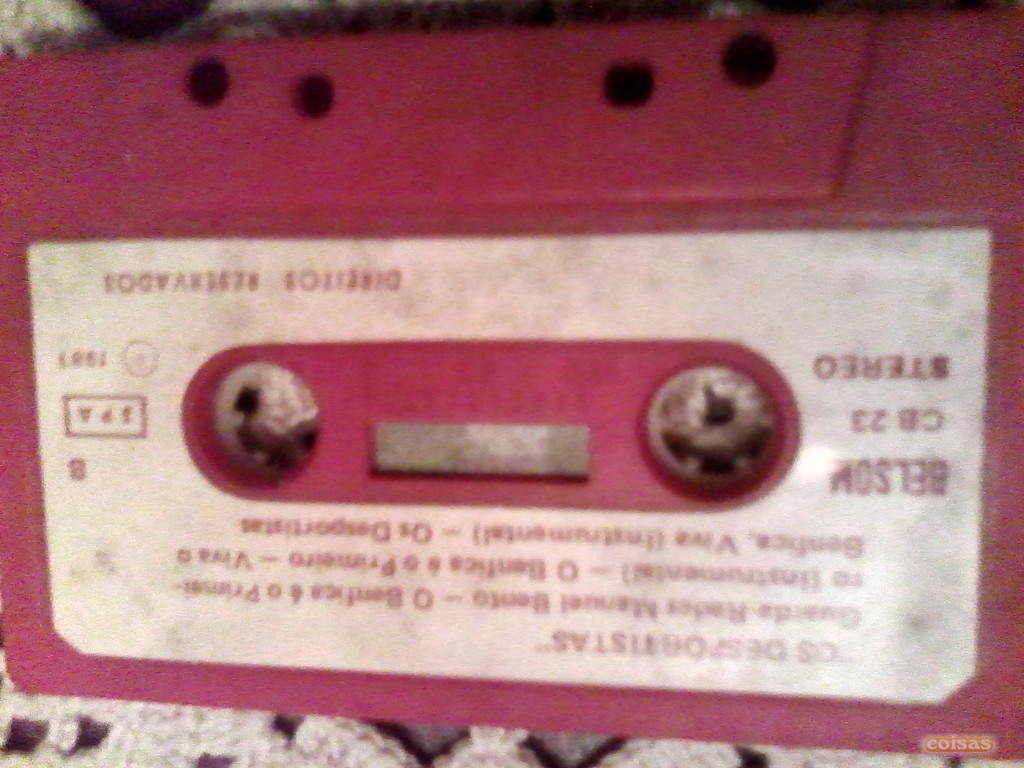 "OS DESPORTISTAS"
Guarda-Redes Manuel Bento – O Benfica é o Primei-
ro (Instrumental) – O Benfica é o Primeiro – Viva o
Benfica, Viva (Instrumental) – Os Desportistas
BELSOM
CB 23
STEREO
B
SPA
℗ 1981
DIREITOS RESERVADOS
coisas